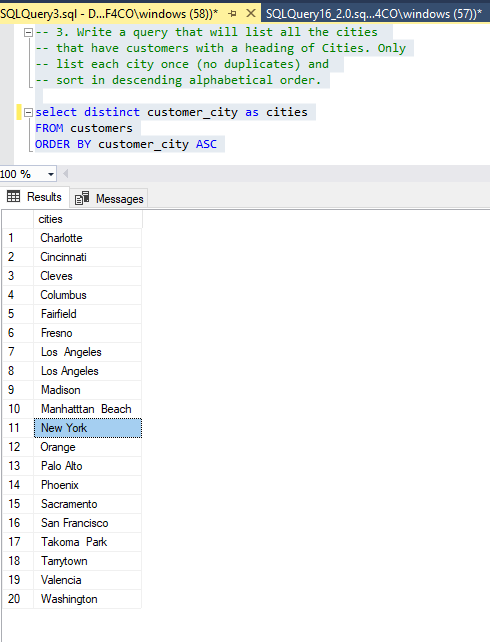 SQLQuery3.sql - D...F4CO\windows (58))* SQLQuery16_2.0.sq...4CO\windows (57))*
-- 3. Write a query that will list all the cities
-- that have customers with a heading of Cities. Only
-- list each city once (no duplicates) and
-- sort in descending alphabetical order.
select distinct customer_city as cities
FROM customers
ORDER BY customer_city ASC
100 %
Results Messages
cities
1 Charlotte
2 Cincinnati
3 Cleves
4 Columbus
5 Fairfield
6 Fresno
7 Los  Angeles
8 Los Angeles
9 Madison
10 Manhatttan  Beach
11 New York
12 Orange
13 Palo Alto
14 Phoenix
15 Sacramento
16 San Francisco
17 Takoma  Park
18 Tarrytown
19 Valencia
20 Washington